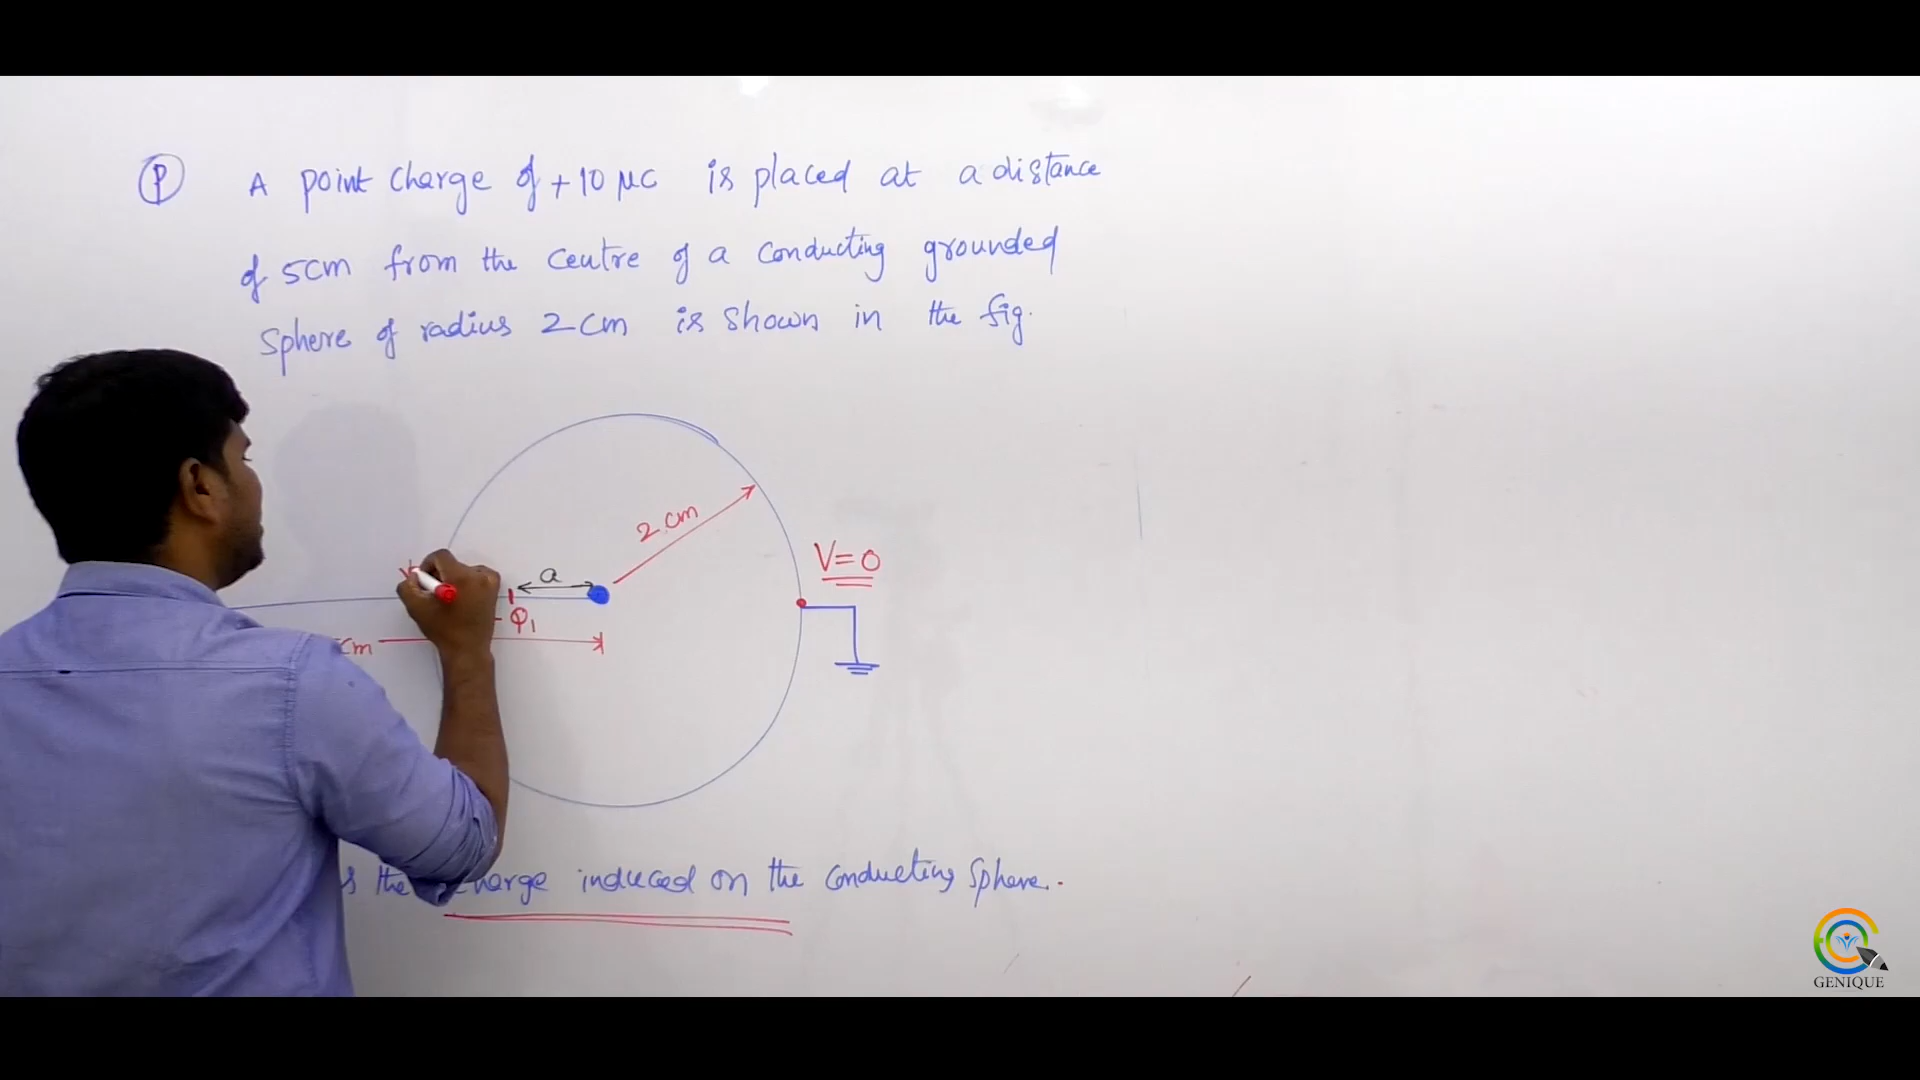 P A point charge of +10 μC is placed at a distance
of 5cm from the centre of a conducting grounded
sphere of radius 2 cm is shown in the fig.
2 cm
a
V=0
- Q1
cm
s the charge induced on the conducting sphere.
GENIQUE